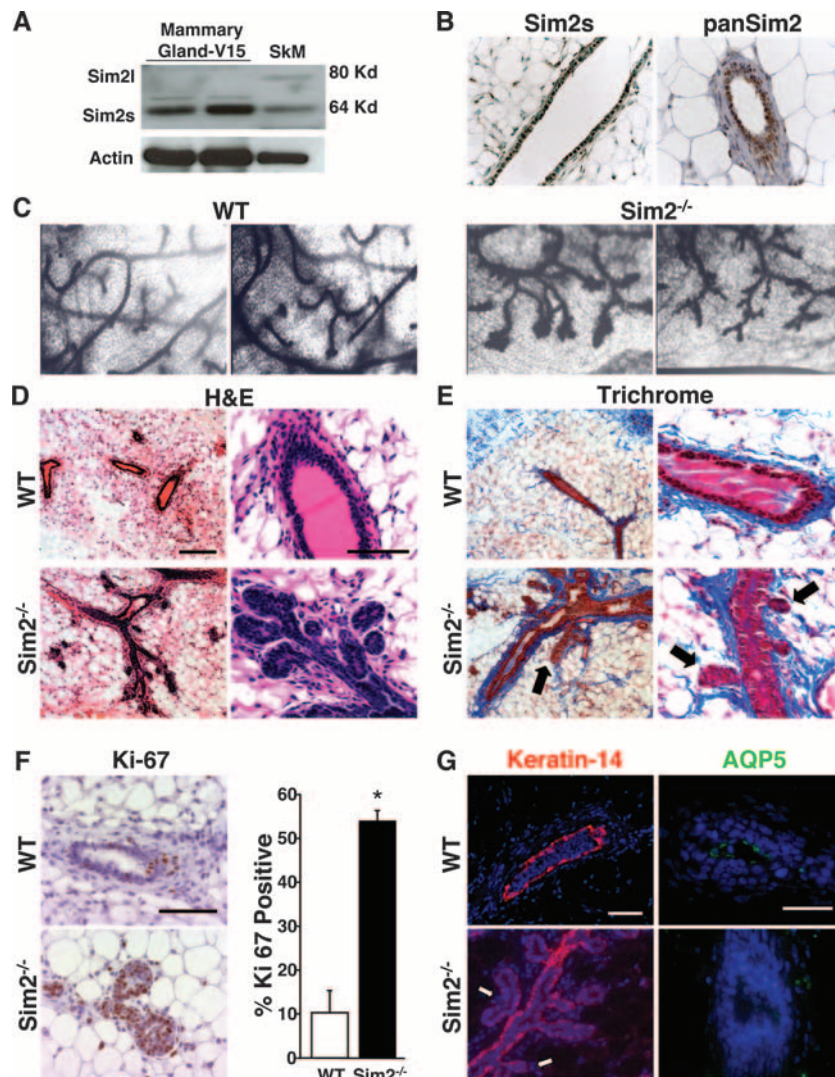 A
Mammary
Gland-V15
SkM
Sim2l
80 Kd
Sim2s
64 Kd
Actin
B
Sim2s
panSim2
C
WT
Sim2-/-
D
H&E
WT
Sim2-/-
E
Trichrome
WT
Sim2-/-
F
Ki-67
WT
Sim2-/-
% Ki 67 Positive
60
50
40
30
20
10
0
*
WT
Sim2-/-
G
Keratin-14
AQP5
WT
Sim2-/-